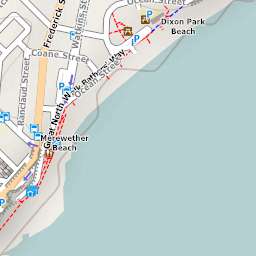 Frederick S
Watkins St
Ocean Street
Dixon Park
Beach
Coane Street
Ranclaud Street
Great North Walk
Bathers' Way
Ocean Street
Merewether
Beach
P
P
P
P